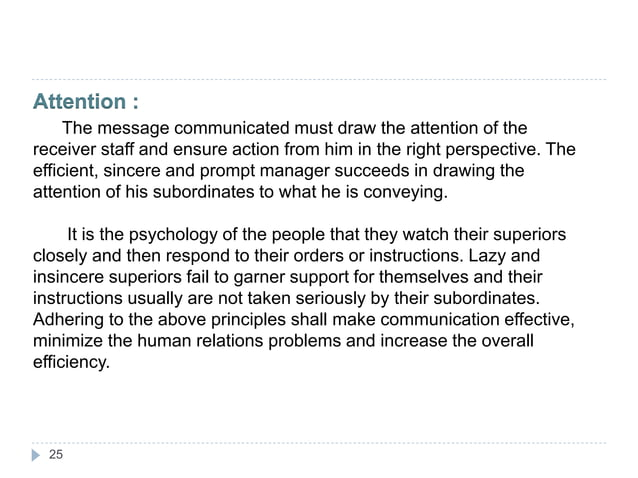 Attention :
The message communicated must draw the attention of the
receiver staff and ensure action from him in the right perspective. The
efficient, sincere and prompt manager succeeds in drawing the
attention of his subordinates to what he is conveying.
It is the psychology of the people that they watch their superiors
closely and then respond to their orders or instructions. Lazy and
insincere superiors fail to garner support for themselves and their
instructions usually are not taken seriously by their subordinates.
Adhering to the above principles shall make communication effective,
minimize the human relations problems and increase the overall
efficiency.
25